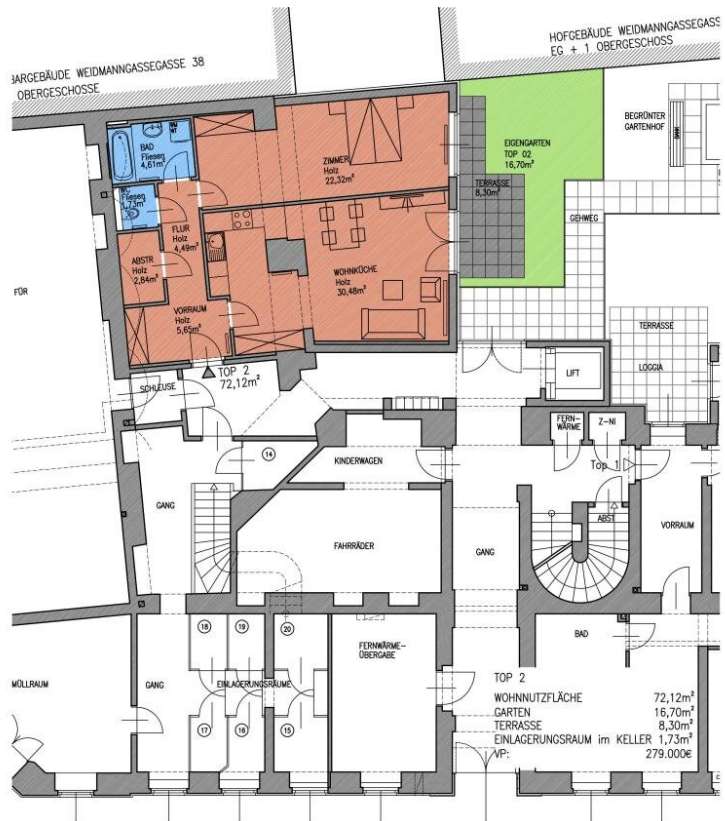 HOFGEBÄUDE WEIDMANNGASSEGASS
EG + 1 OBERGESCHOSS
BARGEBÄUDE WEIDMANNGASSEGASSE 38
OBERGESCHOSSE
BAD
Fliesen
4,61m²
WM
WT
ZIMMER
Holz
22,32m²
EIGENGARTEN
TOP 02
16,70m²
BEGRÜNTER
GARTENHOF
BANK
TERRASSE
8,30m²
GEHWEG
Fliesen
1,73m²
FLUR
Holz
4,49m²
ABSTR
Holz
2,84m²
WOHNKÜCHE
Holz
30,48m²
VORRAUM
Holz
5,65m²
FÜR
TERRASSE
LOGGIA
LIFT
TOP 2
72,12m²
SCHLEUSE
FERN-
WÄRME
Z-NI
14
KINDERWAGEN
Top 1
GANG
FAHRRÄDER
GANG
ABST
VORRAUM
18
19
20
FERNWÄRME-
ÜBERGABE
BAD
MÜLLRAUM
GANG
EINLAGERUNGSRÄUME
17
16
15
TOP 2
WOHNNUTZFLÄCHE 72,12m²
GARTEN 16,70m²
TERRASSE 8,30m²
EINLAGERUNGSRAUM im KELLER 1,73m²
VP: 279.000€